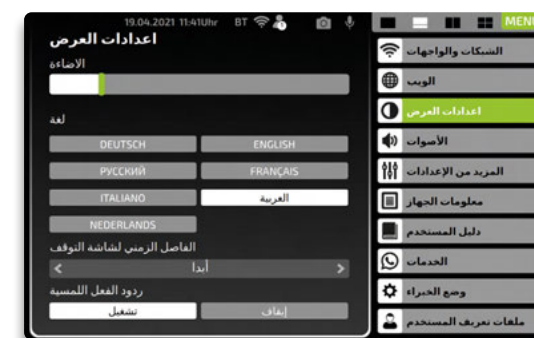 19.04.2021 11:41Uhr BT
MENU
اعدادات العرض
الاضاءة
لغة
DEUTSCH
ENGLISH
РУССКИЙ
FRANÇAIS
ITALIANO
العربية
NEDERLANDS
الفاصل الزمني لشاشة التوقف
< أبدا >
ردود الفعل اللمسية
تشغيل
إيقاف
الشبكات والواجهات
الويب
اعدادات العرض
الأصوات
المزيد من الإعدادات
معلومات الجهاز
دليل المستخدم
الخدمات
وضع الخبراء
ملفات تعريف المستخدم